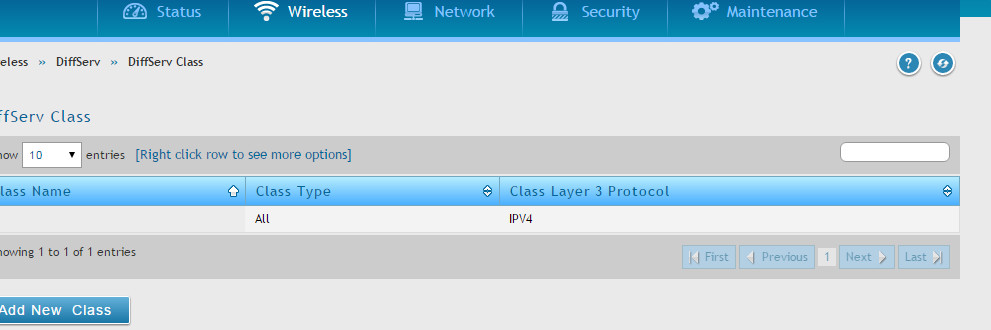 Status Wireless Network Security Maintenance
eless » DiffServ » DiffServ Class
ffServ Class
how 10 entries [Right click row to see more options]
lass Name Class Type Class Layer 3 Protocol
All IPV4
howing 1 to 1 of 1 entries First Previous 1 Next Last
Add New Class